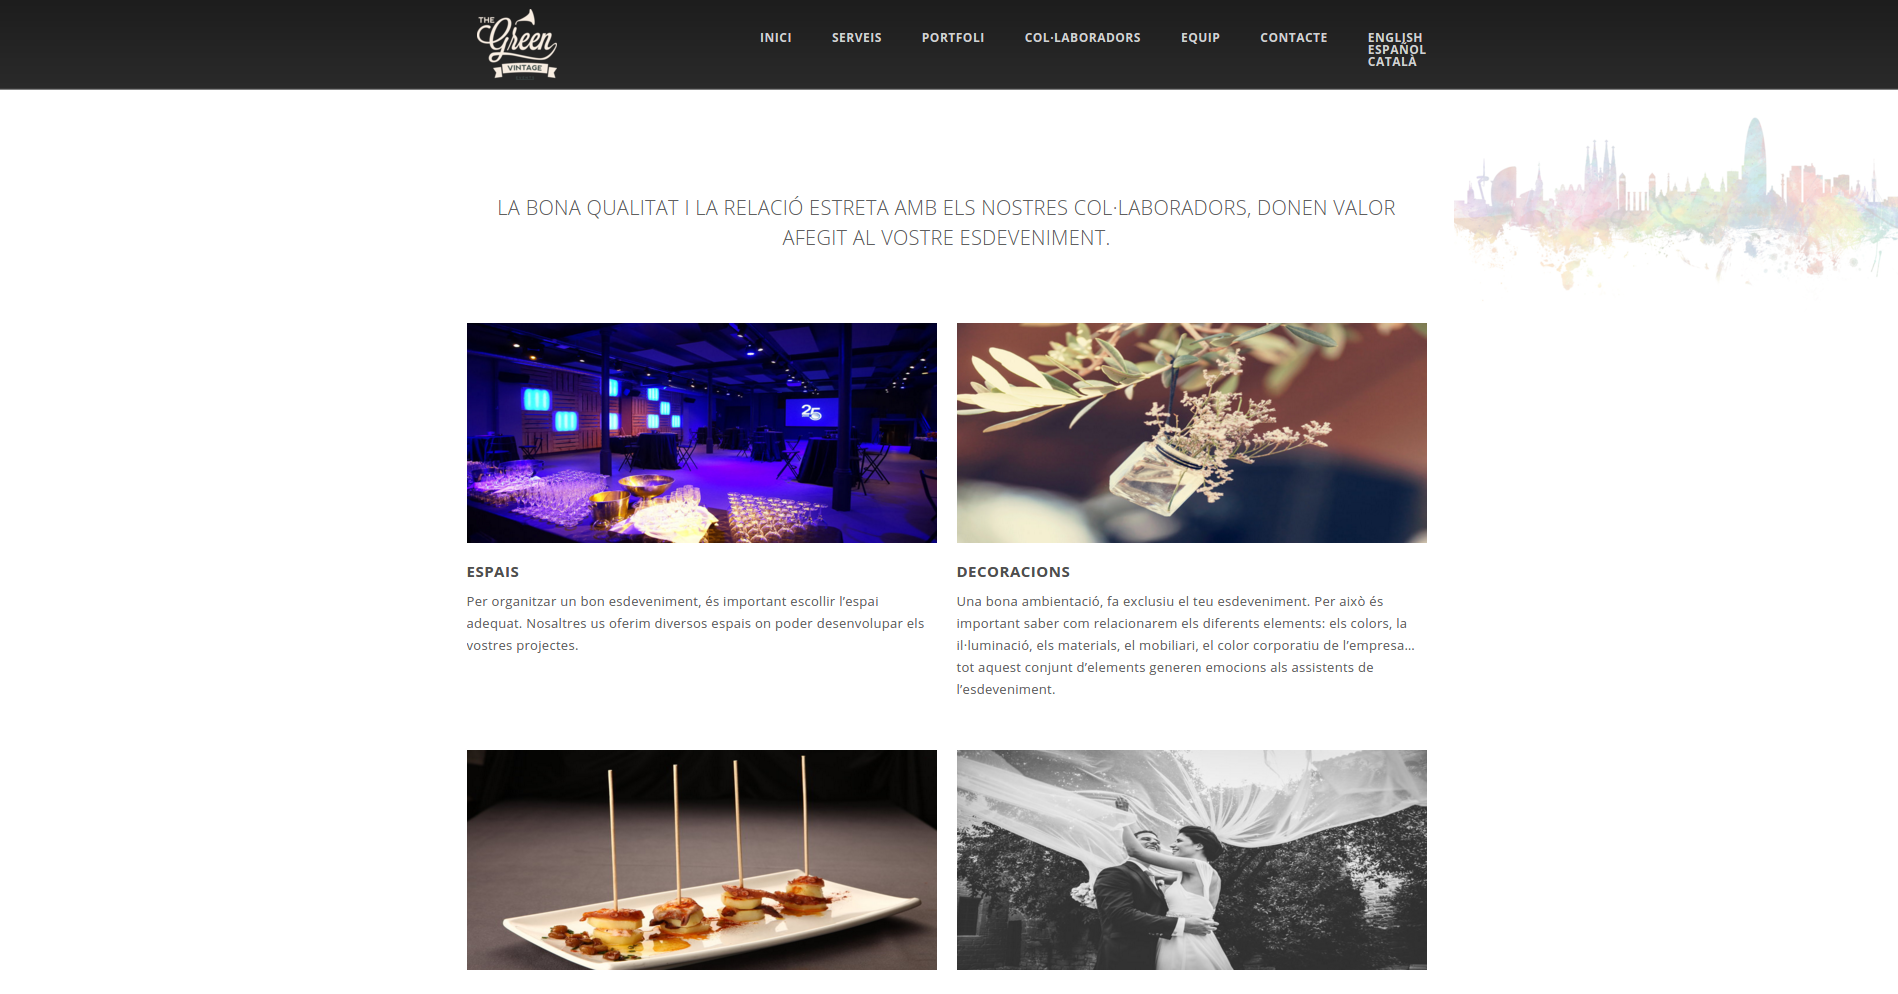 THE
Green
VINTAGE
INICI
SERVEIS
PORTFOLI
COL·LABORADORS
EQUIP
CONTACTE
ENGLISH
ESPAÑOL
CATALÀ
LA BONA QUALITAT I LA RELACIÓ ESTRETA AMB ELS NOSTRES COL·LABORADORS, DONEN VALOR
AFEGIT AL VOSTRE ESDEVENIMENT.
25
ESPAIS
Per organitzar un bon esdeveniment, és important escollir l’espai
adequat. Nosaltres us oferim diversos espais on poder desenvolupar els
vostres projectes.
DECORACIONS
Una bona ambientació, fa exclusiu el teu esdeveniment. Per això és
important saber com relacionarem els diferents elements: els colors, la
il·luminació, els materials, el mobiliari, el color corporatiu de l’empresa…
tot aquest conjunt d’elements generen emocions als assistents de
l’esdeveniment.